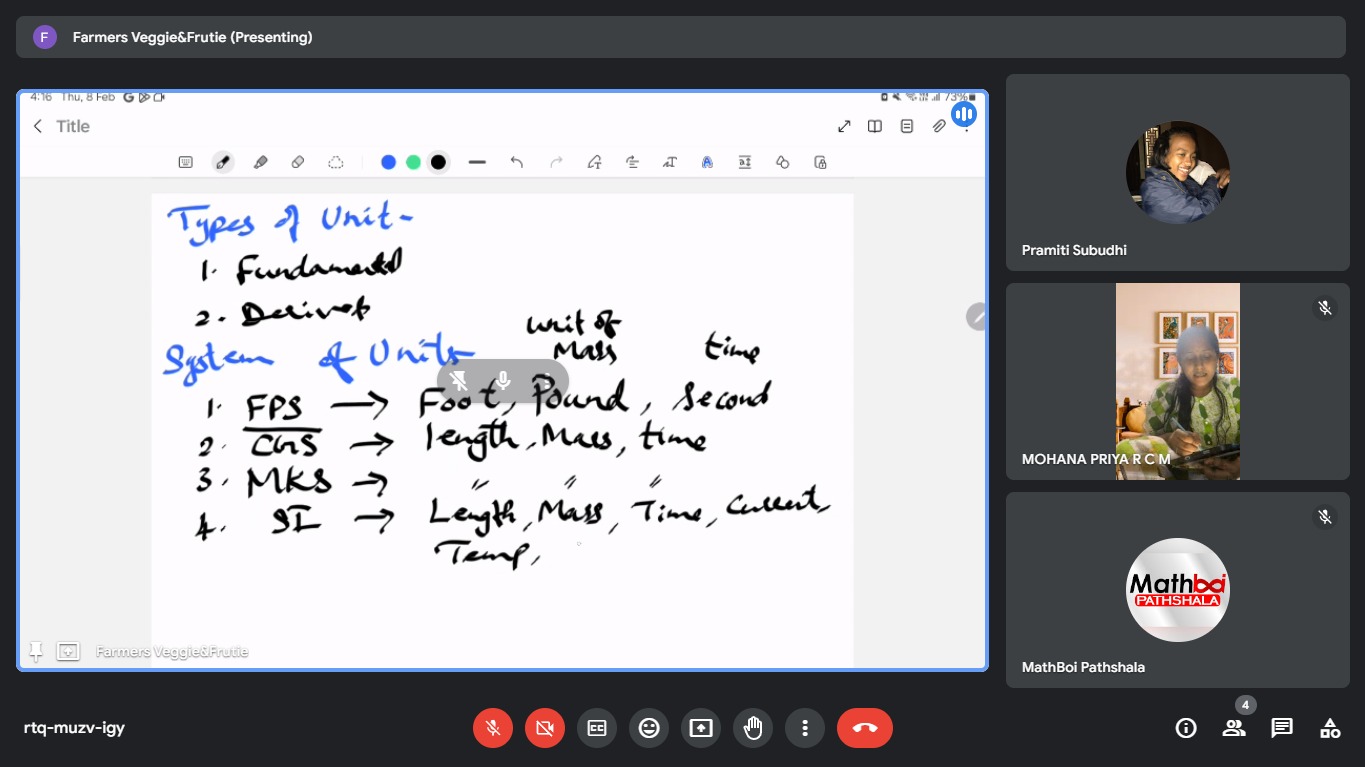 F Farmers Veggie&Frutie (Presenting)
4:16 Thu, 8 Feb
73%
Title
Types of Unit-
1. Fundamental
2. Derived
unit of
Mass time
System of Units
1. FPS → Foot, Pound, Second
2. CGS → length, Mass, time
3. MKS → " " "
4. SI → Length, Mass, Time, Current,
Temp,
Farmers Veggie&Frutie
Pramiti Subudhi
MOHANA PRIYA R C M
Mathboi
PATHSHALA
MathBoi Pathshala
rtq-muzv-igy
4